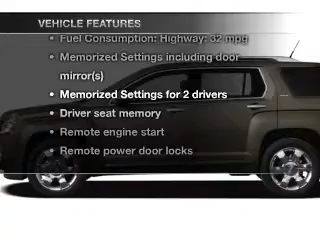 VEHICLE FEATURES
• Fuel Consumption: Highway: 32 mpg
• Memorized Settings including door
mirror(s)
• Memorized Settings for 2 drivers
• Driver seat memory
• Remote engine start
• Remote power door locks